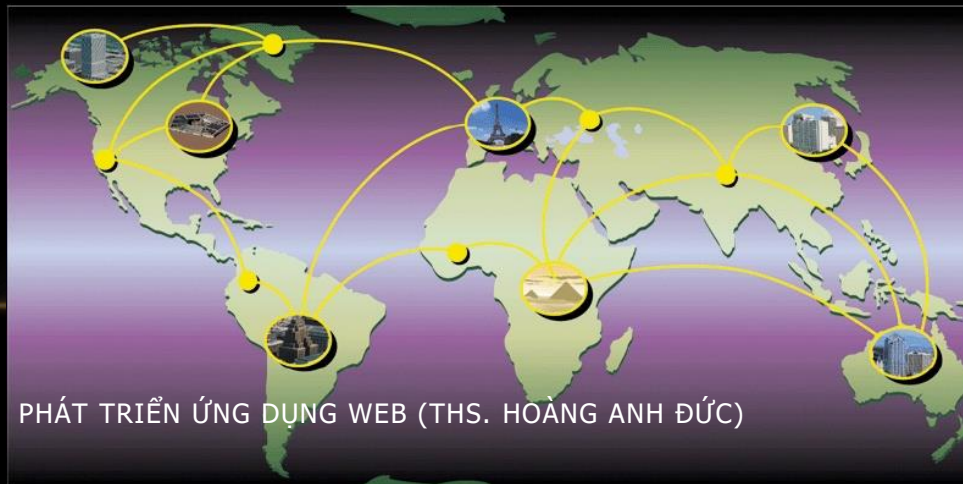 PHÁT TRIỂN ỨNG DỤNG WEB (THS. HOÀNG ANH ĐỨC)